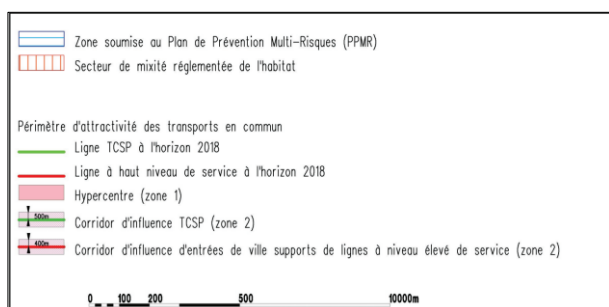 Zone soumise au Plan de Prévention Multi-Risques (PPMR)
Secteur de mixité réglementée de l'habitat
Périmètre d'attractivité des transports en commun
Ligne TCSP à l'horizon 2018
Ligne à haut niveau de service à l'horizon 2018
Hypercentre (zone 1)
500m Corridor d'influence TCSP (zone 2)
400m Corridor d'influence d'entrées de ville supports de lignes à niveau élevé de service (zone 2)
0 100 200 500 10000m